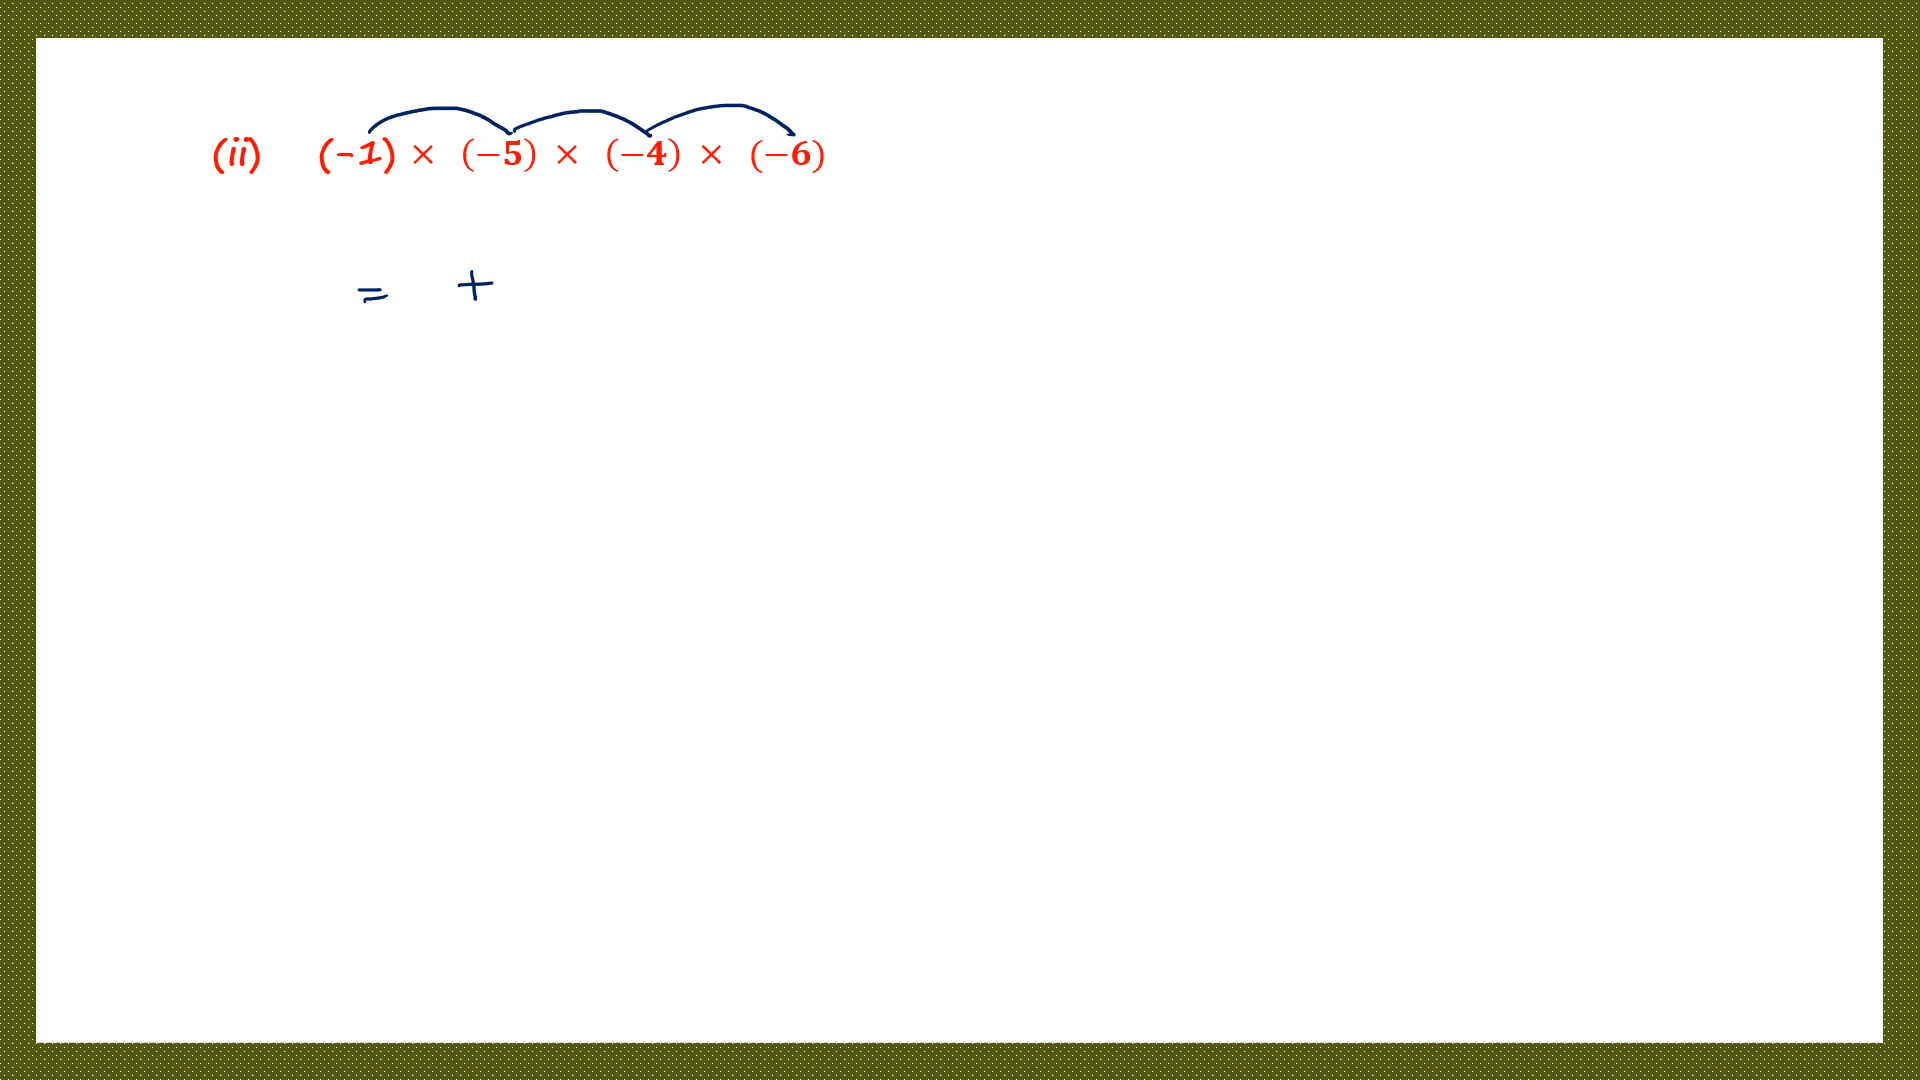 (ii) (-1) × (−5) × (−4) × (−6)
= +